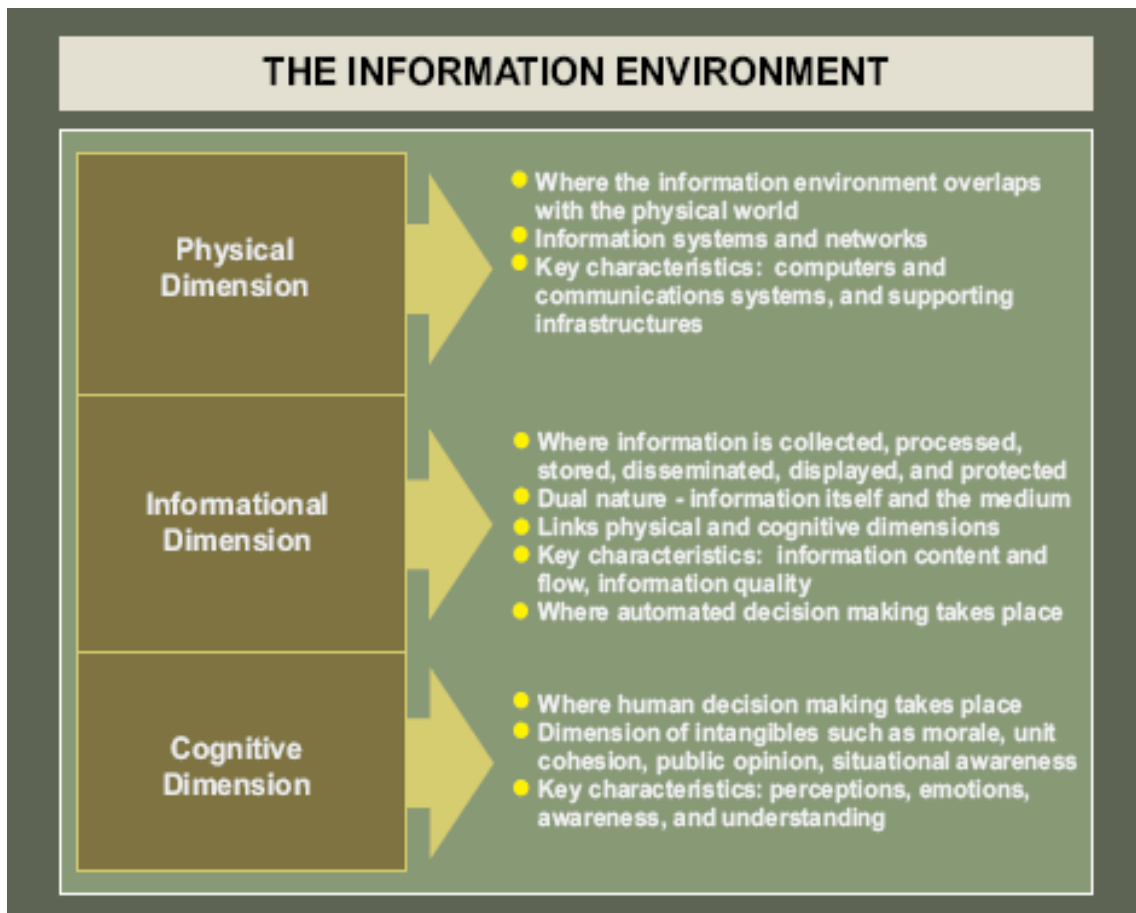 THE INFORMATION ENVIRONMENT
Physical
Dimension
Where the information environment overlaps
with the physical world
Information systems and networks
Key characteristics: computers and
communications systems, and supporting
infrastructures
Informational
Dimension
Where information is collected, processed,
stored, disseminated, displayed, and protected
Dual nature - information itself and the medium
Links physical and cognitive dimensions
Key characteristics: information content and
flow, information quality
Where automated decision making takes place
Cognitive
Dimension
Where human decision making takes place
Dimension of intangibles such as morale, unit
cohesion, public opinion, situational awareness
Key characteristics: perceptions, emotions,
awareness, and understanding